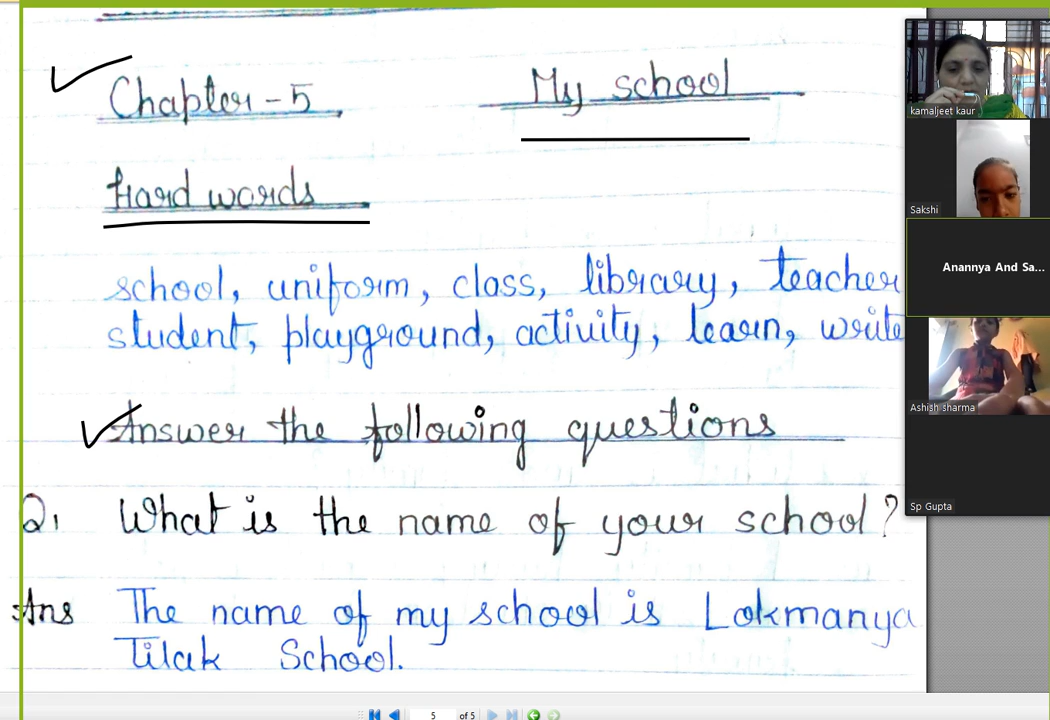 Chapter-5 My school
Hard words
school, uniform, class, library, teacher
student, playground, activity, learn, write
Answer the following questions
Q1 What is the name of your school?
Ans The name of my school is Lokmanya
Tilak School.
kamaljeet kaur
Sakshi
Anannya And Sa...
Ashish sharma
Sp Gupta
5 of 5